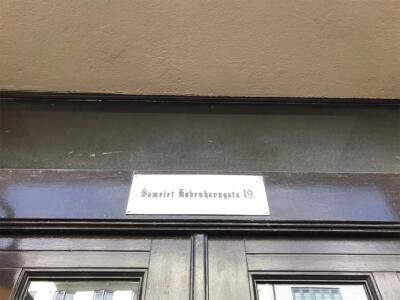 Sameiet Københavngata 19.